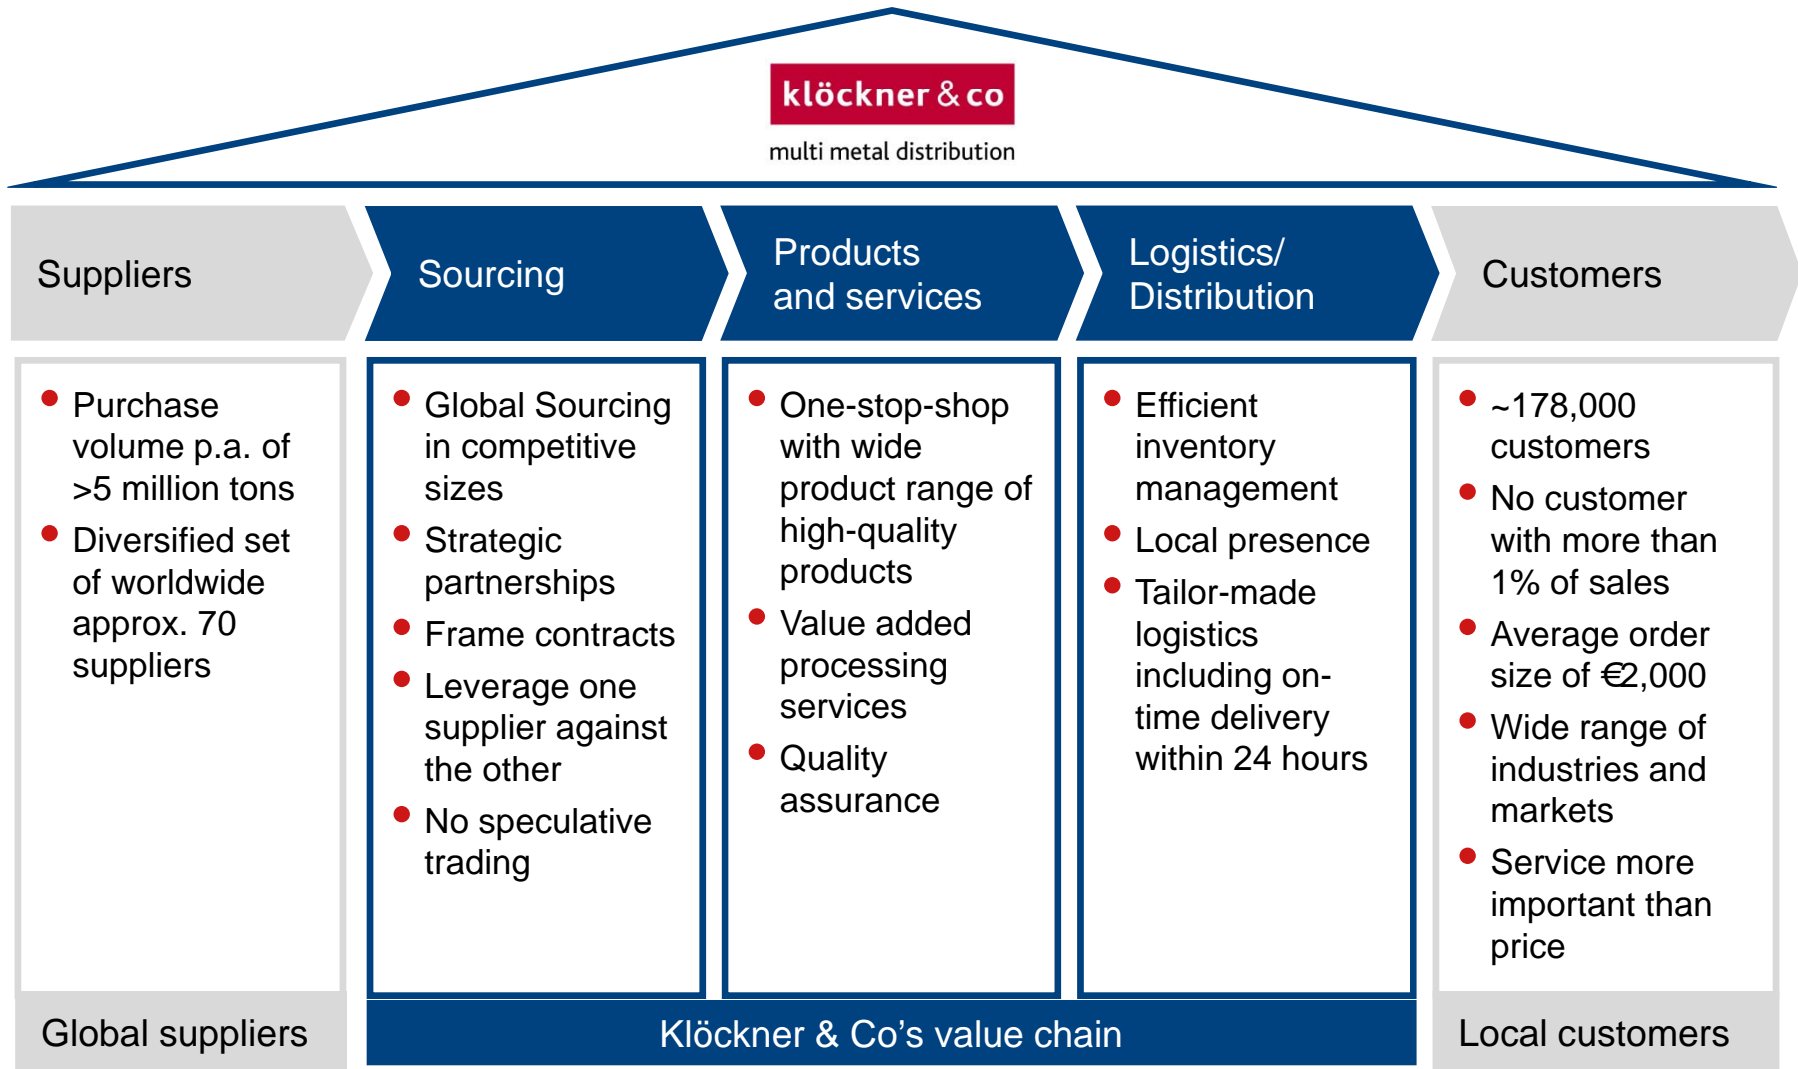 klöckner & co
multi metal distribution
Suppliers
Sourcing
Products
and services
Logistics/
Distribution
Customers
• Purchase
volume p.a. of
>5 million tons
• Diversified set
of worldwide
approx. 70
suppliers
• Global Sourcing
in competitive
sizes
• Strategic
partnerships
• Frame contracts
• Leverage one
supplier against
the other
• No speculative
trading
• One-stop-shop
with wide
product range of
high-quality
products
• Value added
processing
services
• Quality
assurance
• Efficient
inventory
management
• Local presence
• Tailor-made
logistics
including on-
time delivery
within 24 hours
• ~178,000
customers
• No customer
with more than
1% of sales
• Average order
size of €2,000
• Wide range of
industries and
markets
• Service more
important than
price
Global suppliers
Klöckner & Co’s value chain
Local customers